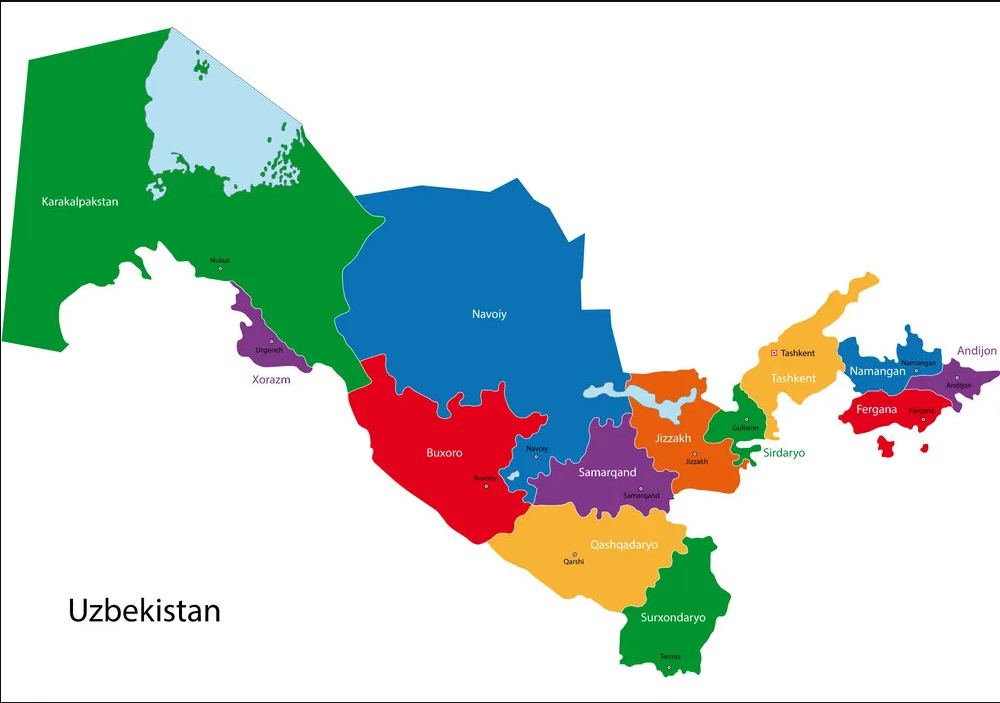 Karakalpakstan
Nukus
Urgench
Xorazm
Navoiy
Buxoro
Buxoro
Navoiy
Samarqand
Samarqand
Jizzakh
Jizzakh
Guliston
Sirdaryo
Tashkent
Tashkent
Namangan
Namangan
Andijon
Andijon
Fergana
Fergana
Qashqadaryo
Qarshi
Surxondaryo
Termiz
Uzbekistan